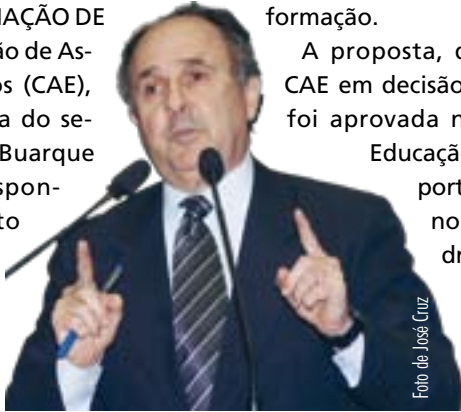 AÇÃO DE
ão de As-
os (CAE),
a do se-
Buarque
spon-
to
formação.
A proposta, d
CAE em decisão
foi aprovada n
Educaçã
port
no
dr
Foto de José Cruz